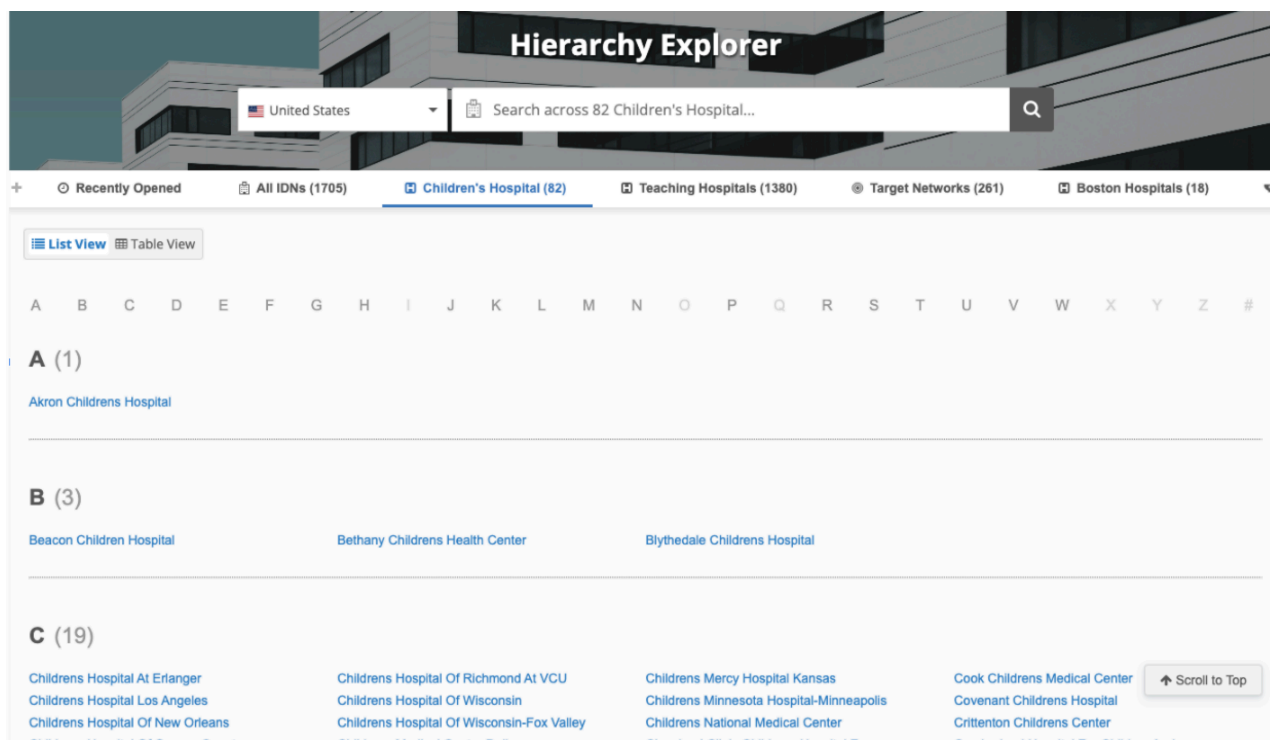 Hierarchy Explorer
United States
Search across 82 Children's Hospital...
Recently Opened
All IDNs (1705)
Children's Hospital (82)
Teaching Hospitals (1380)
Target Networks (261)
Boston Hospitals (18)
List View
Table View
A B C D E F G H I J K L M N O P Q R S T U V W X Y Z #
A (1)
Akron Childrens Hospital
B (3)
Beacon Children Hospital
Bethany Childrens Health Center
Blythedale Childrens Hospital
C (19)
Childrens Hospital At Erlanger
Childrens Hospital Of Richmond At VCU
Childrens Mercy Hospital Kansas
Cook Childrens Medical Center
Scroll to Top
Childrens Hospital Los Angeles
Childrens Hospital Of Wisconsin
Childrens Minnesota Hospital-Minneapolis
Covenant Childrens Hospital
Childrens Hospital Of New Orleans
Childrens Hospital Of Wisconsin-Fox Valley
Childrens National Medical Center
Crittenton Childrens Center